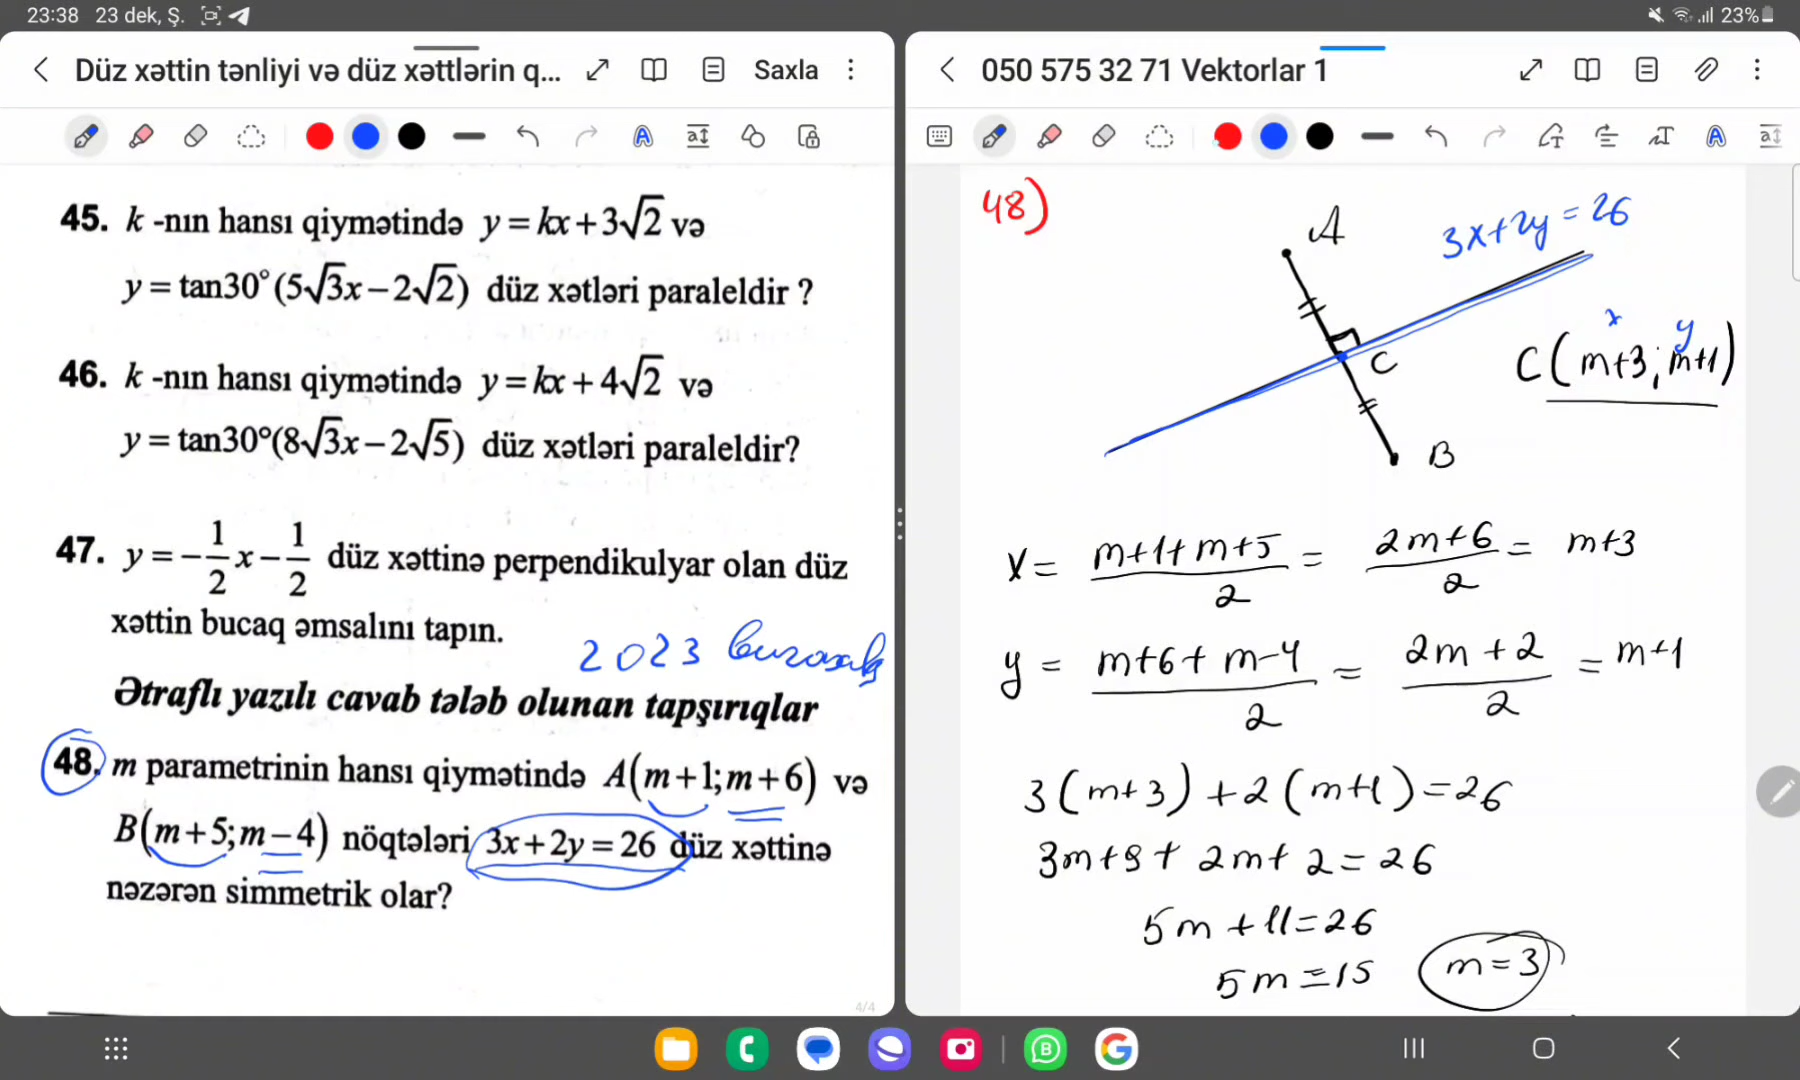 23:38 23 dek, Ş.
23%
Düz xəttin tənliyi və düz xəttlərin q...
Saxla
45. k -nın hansı qiymətində y = kx + 3√2 və
y = tan30°(5√3x − 2√2) düz xətləri paraleldir ?
46. k -nın hansı qiymətində y = kx + 4√2 və
y = tan30°(8√3x − 2√5) düz xətləri paraleldir?
47. y = −1/2 x − 1/2 düz xəttinə perpendikulyar olan düz
xəttin bucaq əmsalını tapın.
2023
Ətraflı yazılı cavab tələb olunan tapşırıqlar
48. m parametrinin hansı qiymətində A(m+1;m+6) və
B(m+5;m−4) nöqtələri 3x+2y=26 düz xəttinə
nəzərən simmetrik olar?
4/4
050 575 32 71 Vektorlar 1
48)
A
3x+2y=26
x y
C
C(m+3;m+1)
B
x = (m+1+m+5)/2 = (2m+6)/2 = m+3
y = (m+6+m−4)/2 = (2m+2)/2 = m+1
3(m+3)+2(m+1)=26
3m+9+2m+2=26
5m+11=26
5m=15
m=3